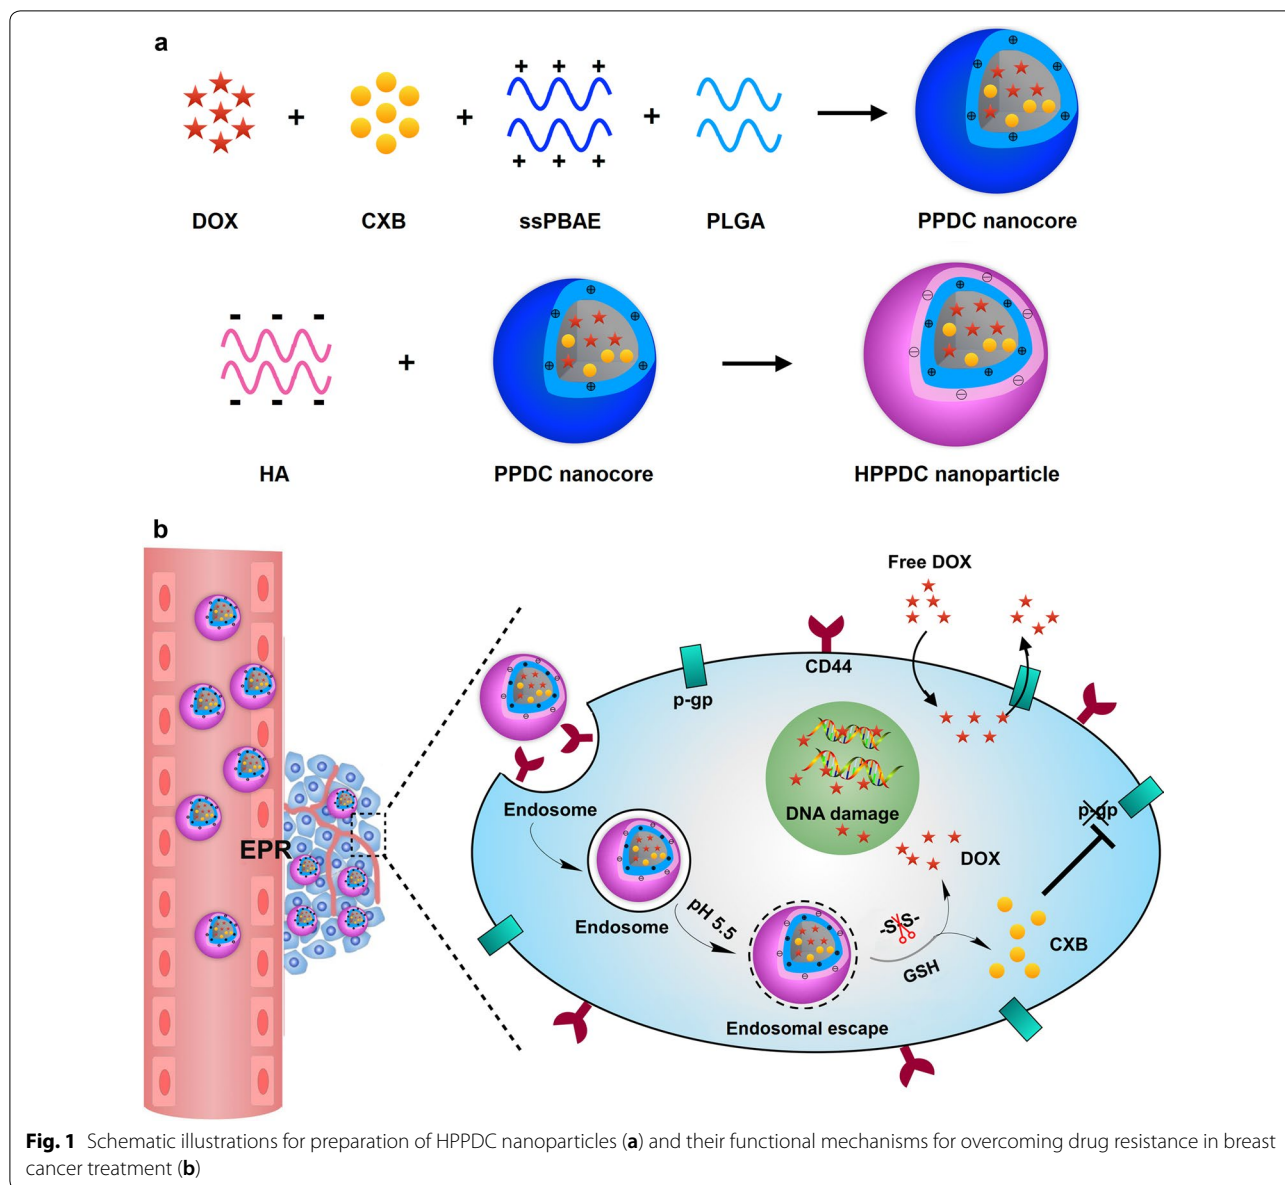 a
+ + +
+ + +
+ + +
DOX CXB ssPBAE PLGA PPDC nanocore
- - -
+
- - -
HA PPDC nanocore HPPDC nanoparticle
b
Free DOX
CD44
p-gp
Endosome
DNA damage
p-gp
DOX
EPR
Endosome
pH 5.5
-S S-
GSH
CXB
Endosomal escape
Fig. 1 Schematic illustrations for preparation of HPPDC nanoparticles (a) and their functional mechanisms for overcoming drug resistance in breast
cancer treatment (b)